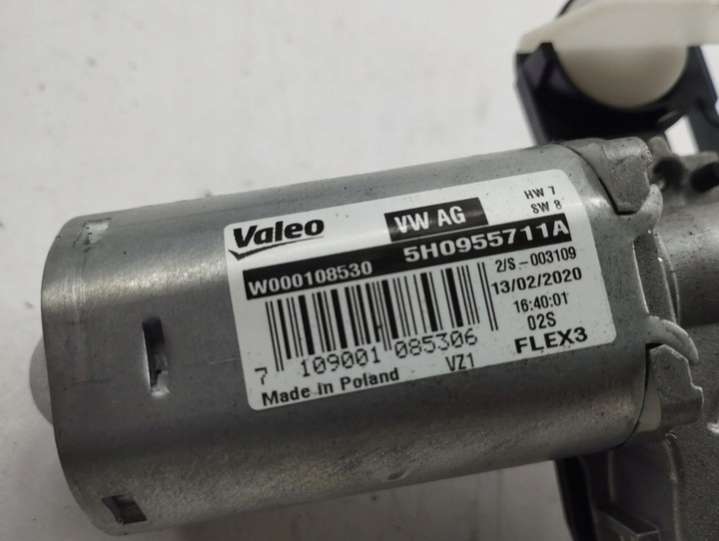 Valeo VW AG HW 7
SW 8
W000108530 5H0955711A
2/S.-003109
13/02/2020
16:40:01
02S
7 109001 085306
VZ1 FLEX3
Made in Poland